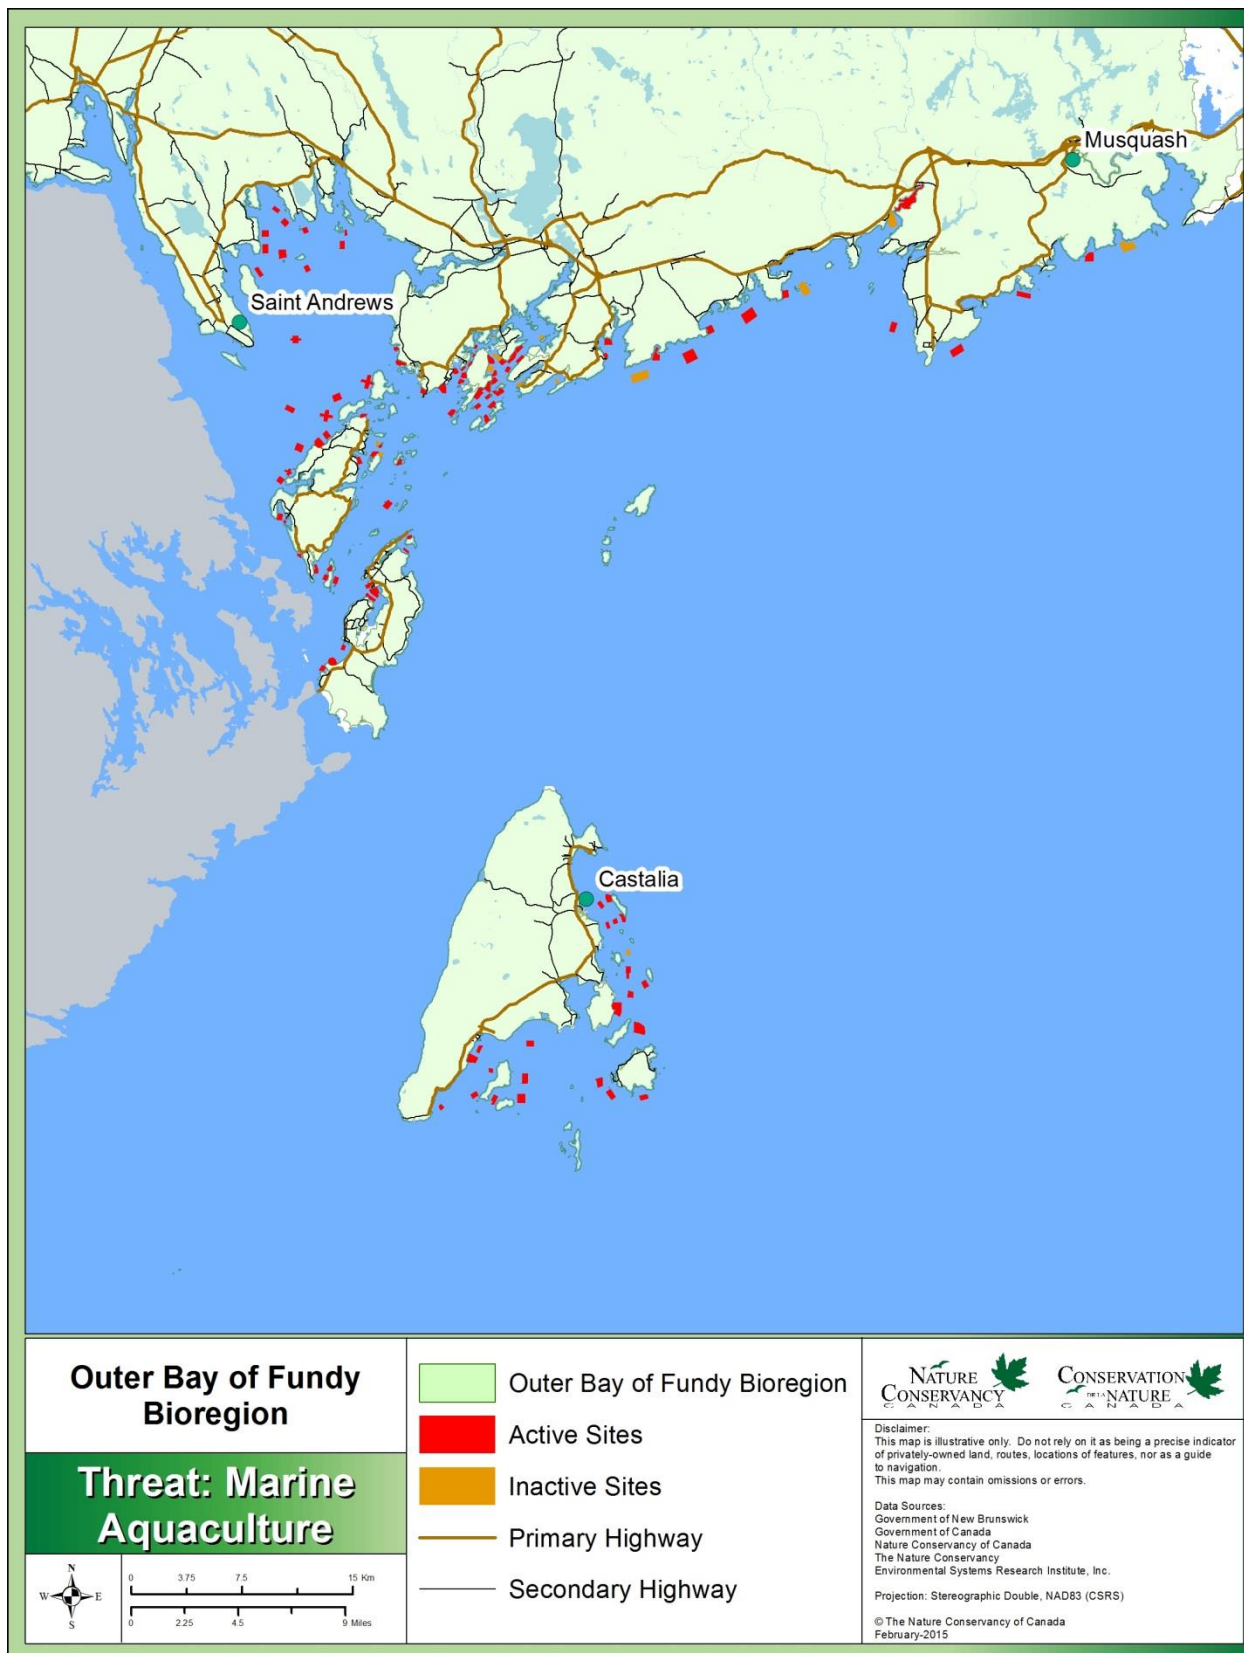 Musquash
Saint Andrews
Castalia
Outer Bay of Fundy
Bioregion
Threat: Marine
Aquaculture
N
W
E
S
0 3.75 7.5 15 Km
0 2.25 4.5 9 Miles
Outer Bay of Fundy Bioregion
Active Sites
Inactive Sites
Primary Highway
Secondary Highway
NATURE
CONSERVANCY
CANADA
CONSERVATION
DE LA NATURE
CANADA
Disclaimer:
This map is illustrative only. Do not rely on it as being a precise indicator
of privately-owned land, routes, locations of features, nor as a guide
to navigation.
This map may contain omissions or errors.
Data Sources:
Government of New Brunswick
Government of Canada
Nature Conservancy of Canada
The Nature Conservancy
Environmental Systems Research Institute, Inc.
Projection: Stereographic Double, NAD83 (CSRS)
© The Nature Conservancy of Canada
February-2015